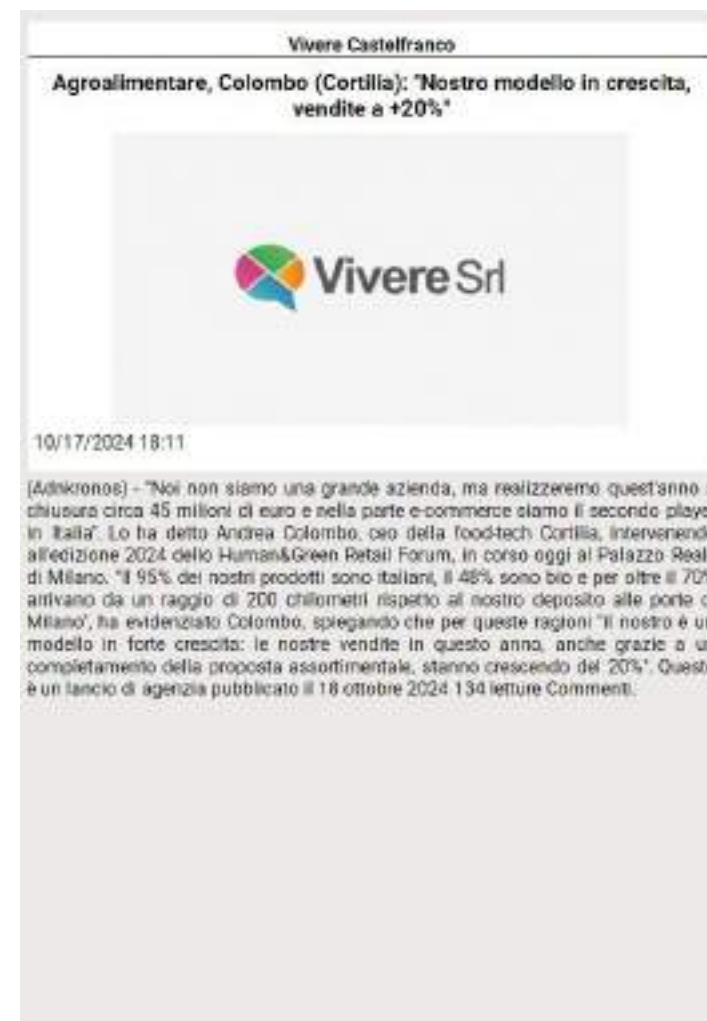 Vivere Castelfranco
Agroalimentare, Colombo (Cortilia): "Nostro modello in crescita,
vendite a +20%"
Vivere Srl
10/17/2024 18:11
(Adnkronos) - "Noi non siamo una grande azienda, ma realizzeremo quest'anno
chiusura circa 45 milioni di euro e nella parte e-commerce siamo il secondo playe
in Italia". Lo ha detto Andrea Colombo, ceo della food-tech Cortilia, intervenend
all'edizione 2024 dello Human&Green Retail Forum, in corso oggi al Palazzo Real
di Milano. "Il 95% dei nostri prodotti sono italiani, il 48% sono bio e per oltre il 70%
arrivano da un raggio di 200 chilometri rispetto al nostro deposito alle porte d
Milano", ha evidenziato Colombo, spiegando che per queste ragioni "il nostro è un
modello in forte crescita: le nostre vendite in questo anno, anche grazie a un
completamento della proposta assortimentale, stanno crescendo del 20%". Quest
è un lancio di agenzia pubblicato il 18 ottobre 2024 134 letture Commenti.